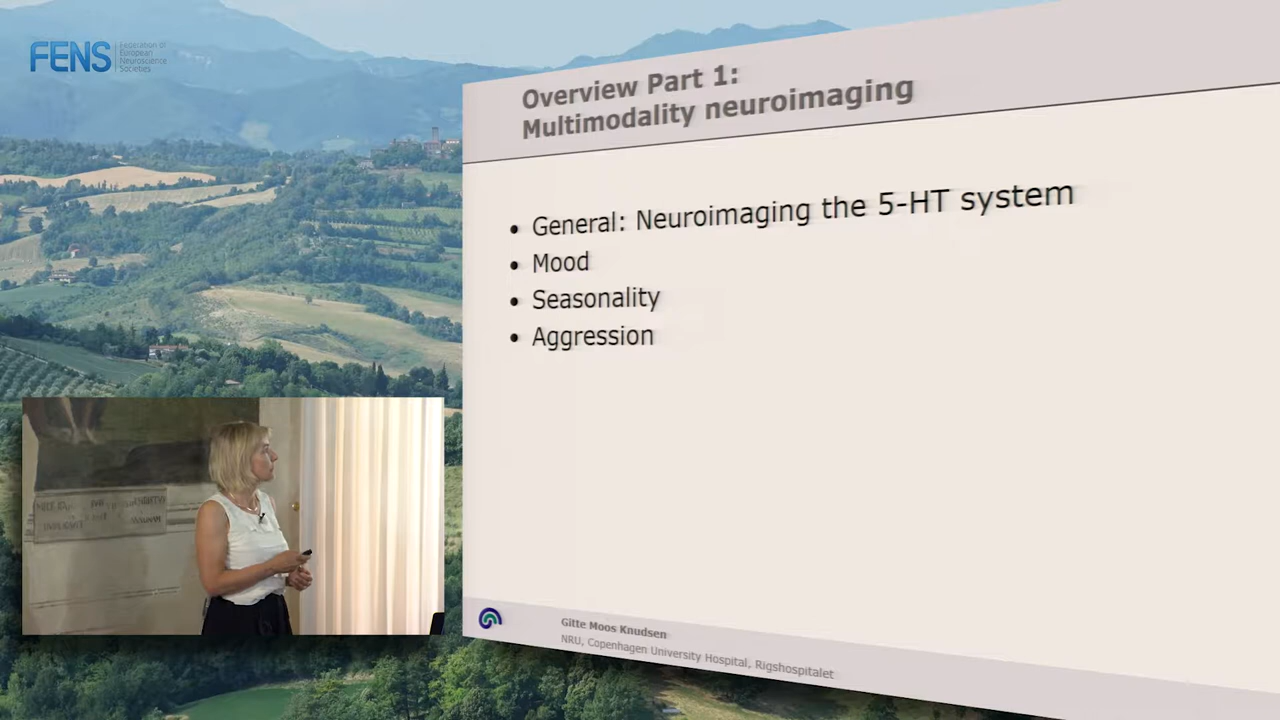 FENS
Federation of
European
Neuroscience
Societies
Overview Part 1:
Multimodality neuroimaging
• General: Neuroimaging the 5-HT system
• Mood
• Seasonality
• Aggression
Gitte Moos Knudsen
NRU, Copenhagen University Hospital, Rigshospitalet